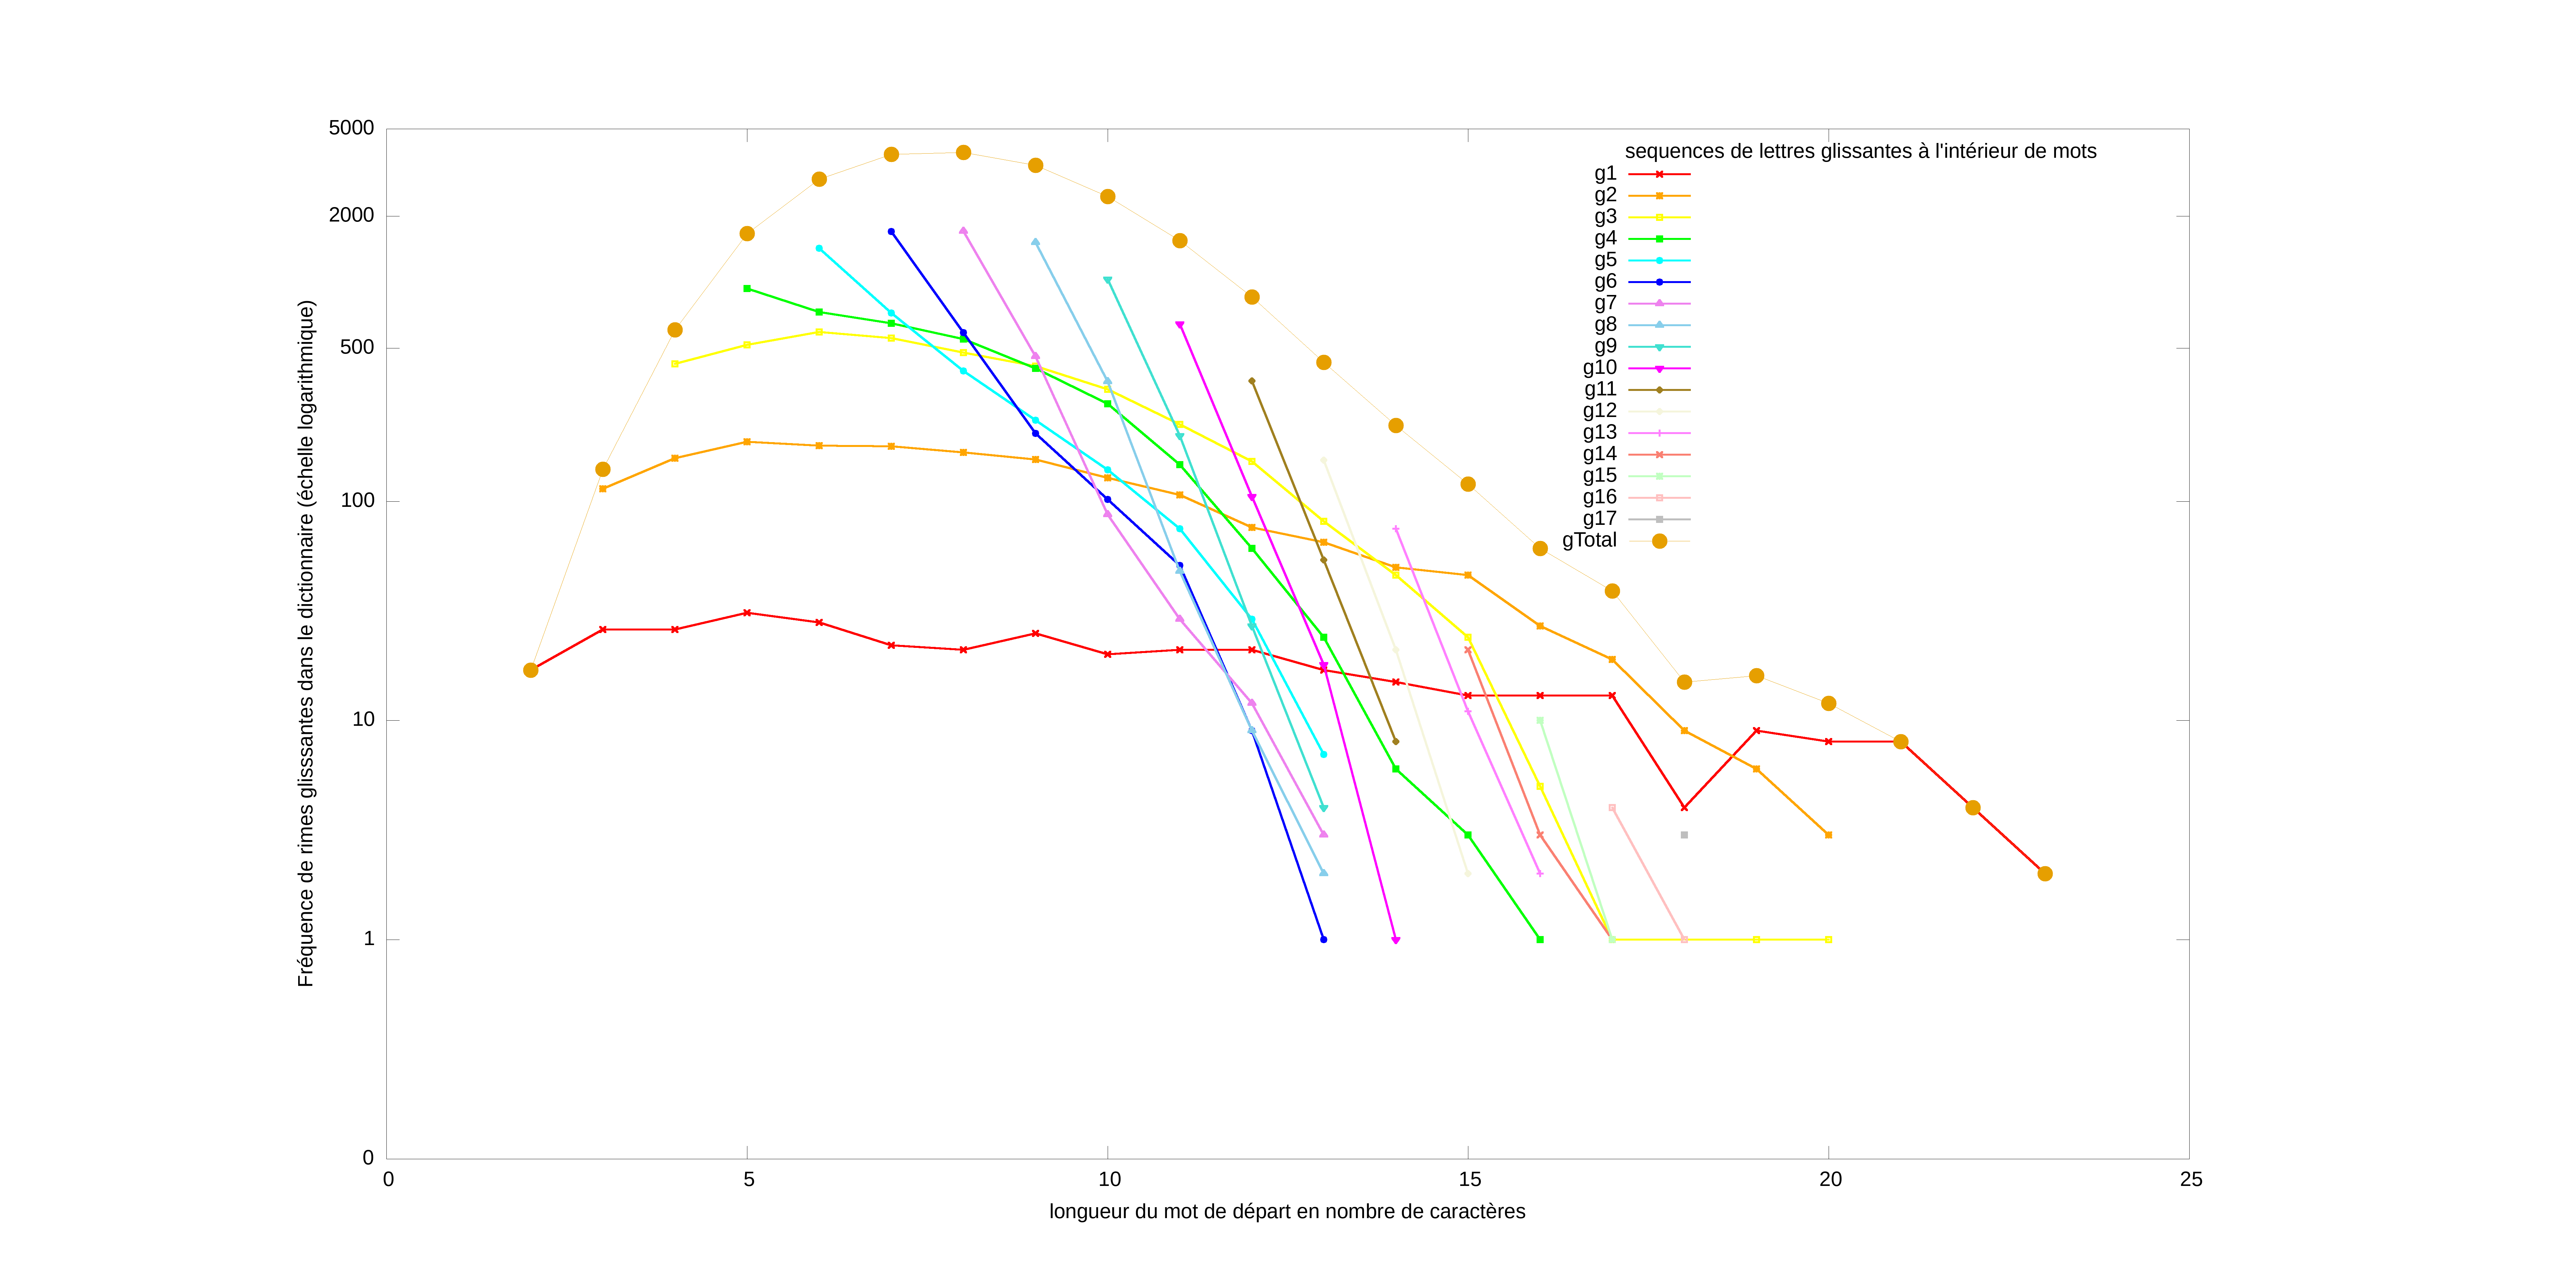 5000
2000
500
100
10
1
0
0
5
10
15
20
25
Fréquence de rimes glisssantes dans le dictionnaire (échelle logarithmique)
longueur du mot de départ en nombre de caractères
sequences de lettres glissantes à l'intérieur de mots
g1
g2
g3
g4
g5
g6
g7
g8
g9
g10
g11
g12
g13
g14
g15
g16
g17
gTotal